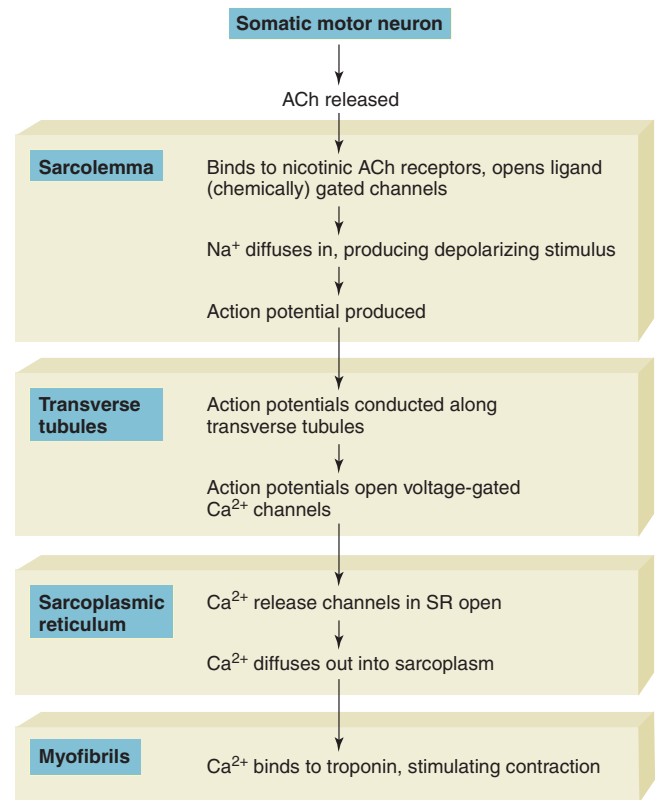 Somatic motor neuron
ACh released
Sarcolemma
Binds to nicotinic ACh receptors, opens ligand
(chemically) gated channels
Na⁺ diffuses in, producing depolarizing stimulus
Action potential produced
Transverse
tubules
Action potentials conducted along
transverse tubules
Action potentials open voltage-gated
Ca²⁺ channels
Sarcoplasmic
reticulum
Ca²⁺ release channels in SR open
Ca²⁺ diffuses out into sarcoplasm
Myofibrils
Ca²⁺ binds to troponin, stimulating contraction